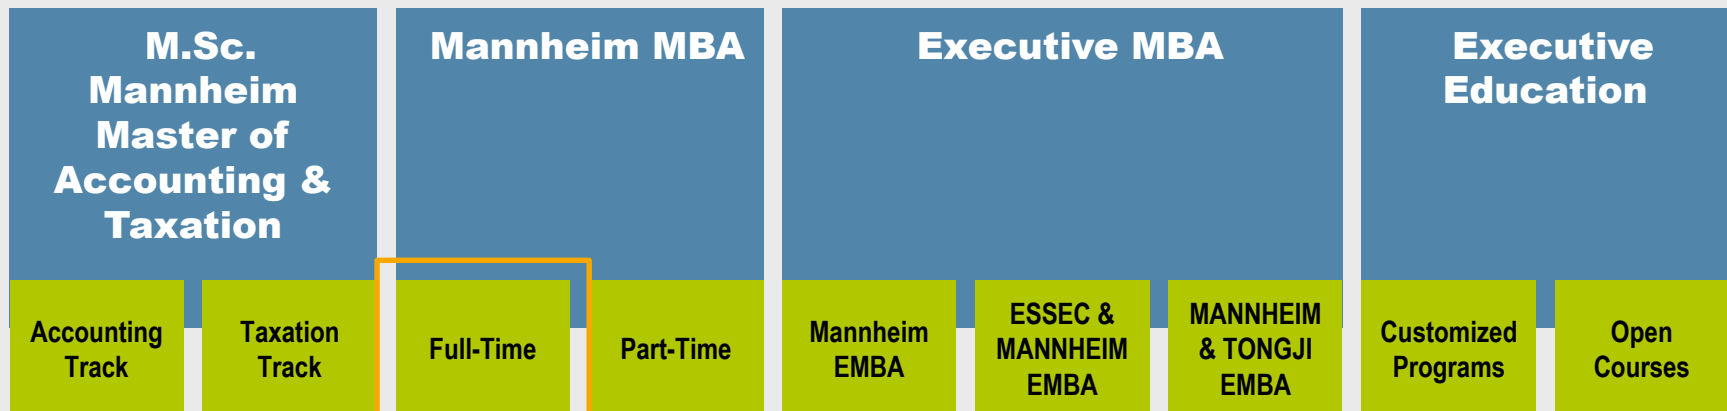 M.Sc.
Mannheim
Master of
Accounting &
Taxation
Mannheim MBA
Executive MBA
Executive
Education
Accounting
Track
Taxation
Track
Full-Time
Part-Time
Mannheim
EMBA
ESSEC &
MANNHEIM
EMBA
MANNHEIM
& TONGJI
EMBA
Customized
Programs
Open
Courses